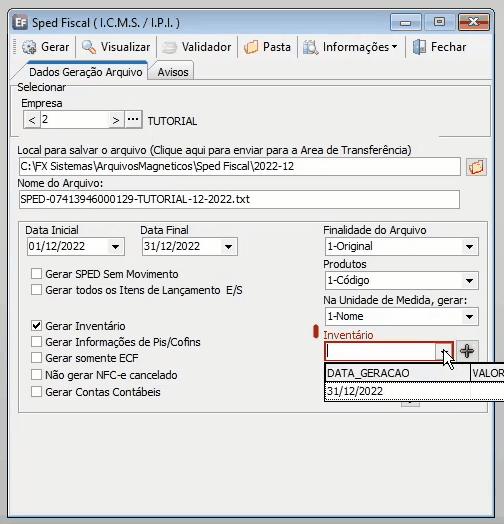 EF Sped Fiscal ( I.C.M.S. / I.P.I. )
Gerar Visualizar Validador Pasta Informações Fechar
Dados Geração Arquivo Avisos
Selecionar
Empresa
< 2 > ... TUTORIAL
Local para salvar o arquivo (Clique aqui para enviar para a Area de Transferência)
C:\FX Sistemas\ArquivosMagneticos\Sped Fiscal\2022-12
Nome do Arquivo:
SPED-07413946000129-TUTORIAL-12-2022.txt
Data Inicial Data Final Finalidade do Arquivo
01/12/2022 31/12/2022 1-Original
Gerar SPED Sem Movimento Produtos
Gerar todos os Itens de Lançamento E/S 1-Código
Na Unidade de Medida, gerar:
Gerar Inventário 1-Nome
Gerar Informações de Pis/Cofins Inventário
Gerar somente ECF
Não gerar NFC-e cancelado DATA_GERACAO VALOR
Gerar Contas Contábeis 31/12/2022